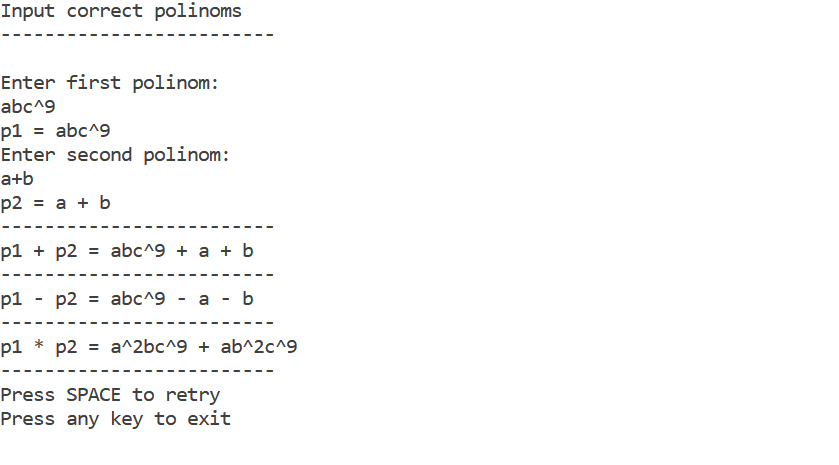 Input correct polinoms
-------------------------
Enter first polinom:
abc^9
p1 = abc^9
Enter second polinom:
a+b
p2 = a + b
-------------------------
p1 + p2 = abc^9 + a + b
-------------------------
p1 - p2 = abc^9 - a - b
-------------------------
p1 * p2 = a^2bc^9 + ab^2c^9
-------------------------
Press SPACE to retry
Press any key to exit